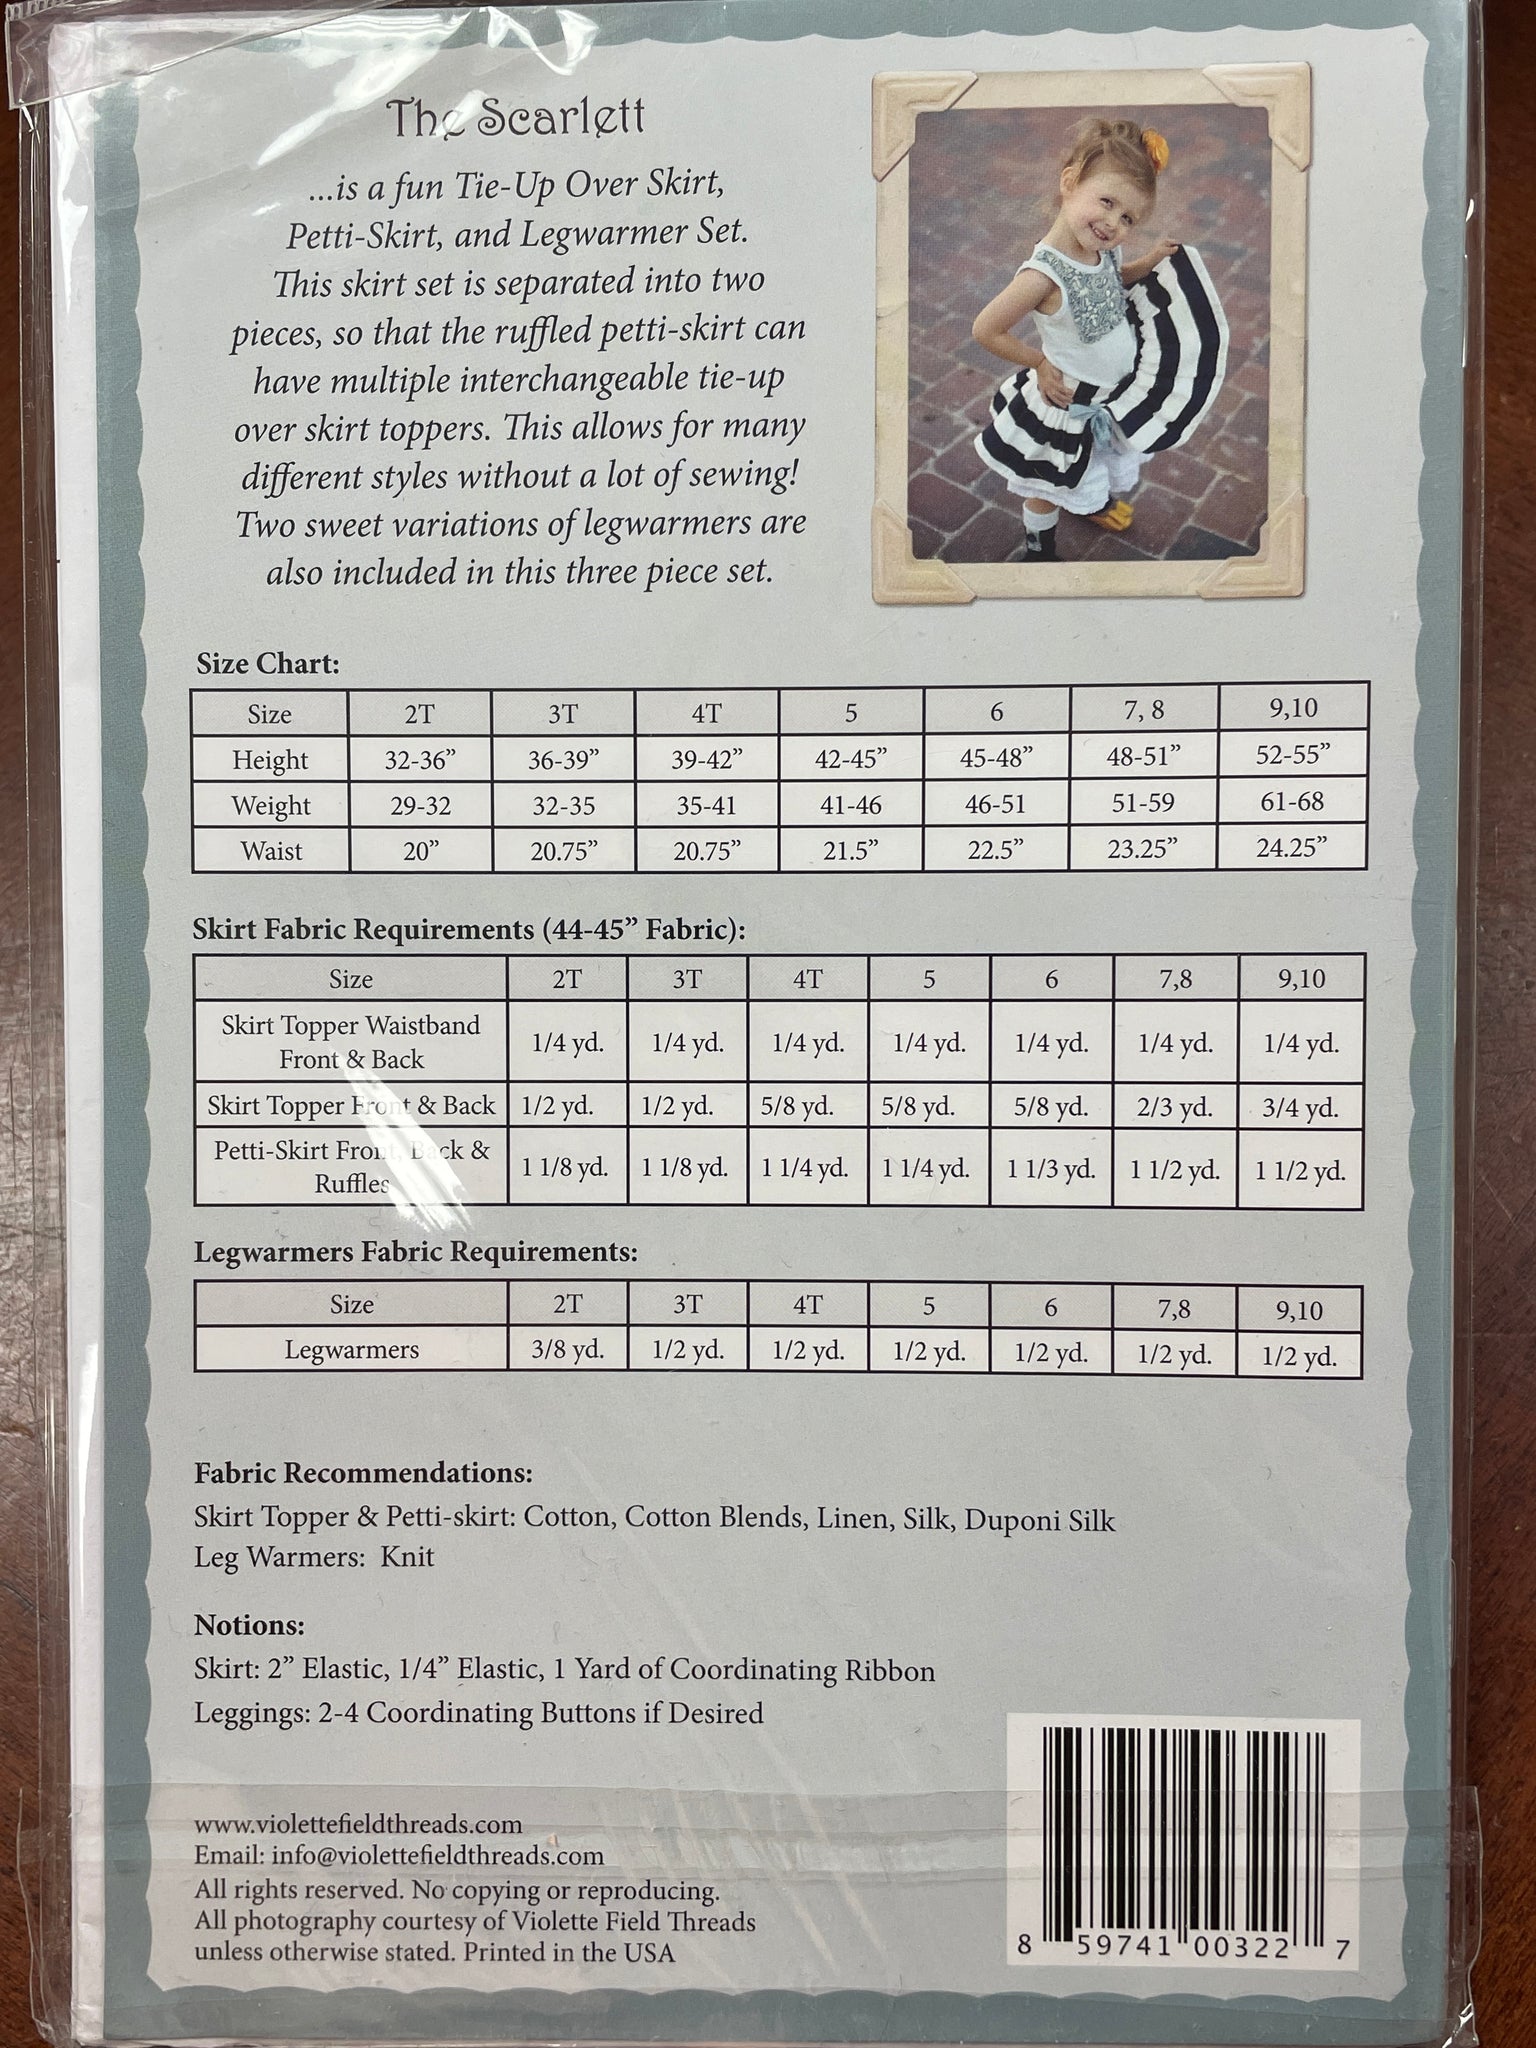 The Scarlett
...is a fun Tie-Up Over Skirt,
Petti-Skirt, and Legwarmer Set.
This skirt set is separated into two
pieces, so that the ruffled petti-skirt can
have multiple interchangeable tie-up
over skirt toppers. This allows for many
different styles without a lot of sewing!
Two sweet variations of legwarmers are
also included in this three piece set.
Size Chart:
Size 2T 3T 4T 5 6 7, 8 9,10
Height 32-36” 36-39” 39-42” 42-45” 45-48” 48-51” 52-55”
Weight 29-32 32-35 35-41 41-46 46-51 51-59 61-68
Waist 20” 20.75” 20.75” 21.5” 22.5” 23.25” 24.25”
Skirt Fabric Requirements (44-45” Fabric):
Size 2T 3T 4T 5 6 7,8 9,10
Skirt Topper Waistband
Front & Back 1/4 yd. 1/4 yd. 1/4 yd. 1/4 yd. 1/4 yd. 1/4 yd. 1/4 yd.
Skirt Topper Front & Back 1/2 yd. 1/2 yd. 5/8 yd. 5/8 yd. 5/8 yd. 2/3 yd. 3/4 yd.
Petti-Skirt Front, Back &
Ruffles 1 1/8 yd. 1 1/8 yd. 1 1/4 yd. 1 1/4 yd. 1 1/3 yd. 1 1/2 yd. 1 1/2 yd.
Legwarmers Fabric Requirements:
Size 2T 3T 4T 5 6 7,8 9,10
Legwarmers 3/8 yd. 1/2 yd. 1/2 yd. 1/2 yd. 1/2 yd. 1/2 yd. 1/2 yd.
Fabric Recommendations:
Skirt Topper & Petti-skirt: Cotton, Cotton Blends, Linen, Silk, Duponi Silk
Leg Warmers: Knit
Notions:
Skirt: 2” Elastic, 1/4” Elastic, 1 Yard of Coordinating Ribbon
Leggings: 2-4 Coordinating Buttons if Desired
www.violettefieldthreads.com
Email: info@violettefieldthreads.com
All rights reserved. No copying or reproducing.
All photography courtesy of Violette Field Threads
unless otherwise stated. Printed in the USA
8 59741 00322 7